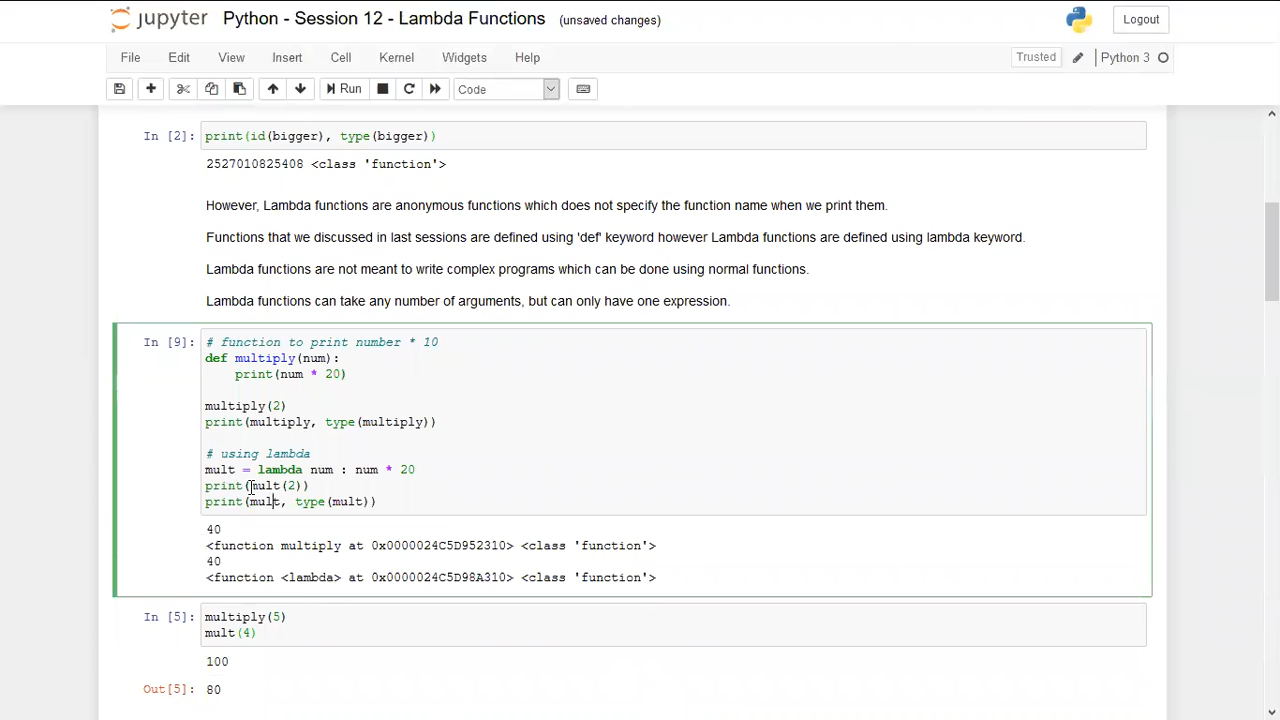 jupyter Python - Session 12 - Lambda Functions (unsaved changes) Logout
File Edit View Insert Cell Kernel Widgets Help Trusted Python 3
Run Code
In [2]: print(id(bigger), type(bigger))
2527010825408 <class 'function'>
However, Lambda functions are anonymous functions which does not specify the function name when we print them.
Functions that we discussed in last sessions are defined using 'def' keyword however Lambda functions are defined using lambda keyword.
Lambda functions are not meant to write complex programs which can be done using normal functions.
Lambda functions can take any number of arguments, but can only have one expression.
In [9]: # function to print number * 10
def multiply(num):
    print(num * 20)
multiply(2)
print(multiply, type(multiply))
# using lambda
mult = lambda num : num * 20
print(mult(2))
print(mult, type(mult))
40
<function multiply at 0x0000024C5D952310> <class 'function'>
40
<function <lambda> at 0x0000024C5D98A310> <class 'function'>
In [5]: multiply(5)
mult(4)
100
Out[5]: 80